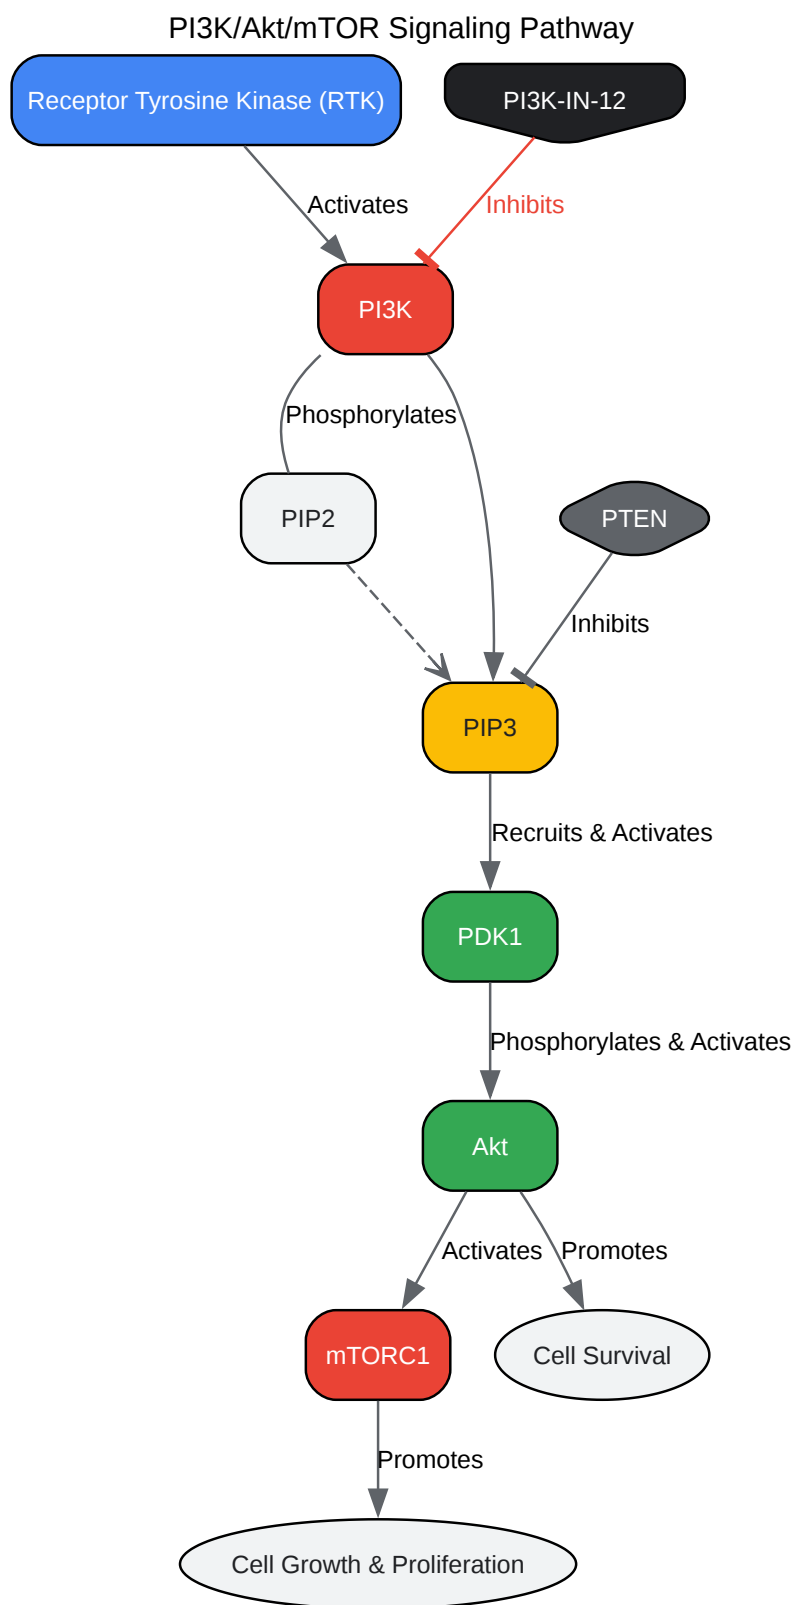 PI3K/Akt/mTOR Signaling Pathway
Receptor Tyrosine Kinase (RTK)
PI3K-IN-12
Activates
Inhibits
PI3K
Phosphorylates
PIP2
PTEN
Inhibits
PIP3
Recruits & Activates
PDK1
Phosphorylates & Activates
Akt
Activates
Promotes
mTORC1
Cell Survival
Promotes
Cell Growth & Proliferation